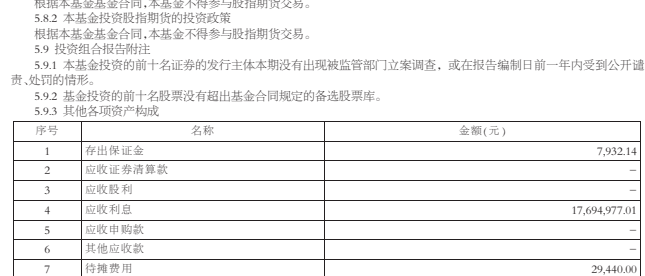 根据本基金基金合同,本基金不得参与股指期货交易。
5.8.2 本基金投资股指期货的投资政策
根据本基金基金合同,本基金不得参与股指期货交易。
5.9 投资组合报告附注
5.9.1 本基金投资的前十名证券的发行主体本期没有出现被监管部门立案调查，或在报告编制日前一年内受到公开谴
责、处罚的情形。
5.9.2 基金投资的前十名股票没有超出基金合同规定的备选股票库。
5.9.3 其他各项资产构成
序号 名称 金额(元)
1 存出保证金 7,932.14
2 应收证券清算款 –
3 应收股利 –
4 应收利息 17,694,977.01
5 应收申购款 –
6 其他应收款 –
7 待摊费用 29,440.00